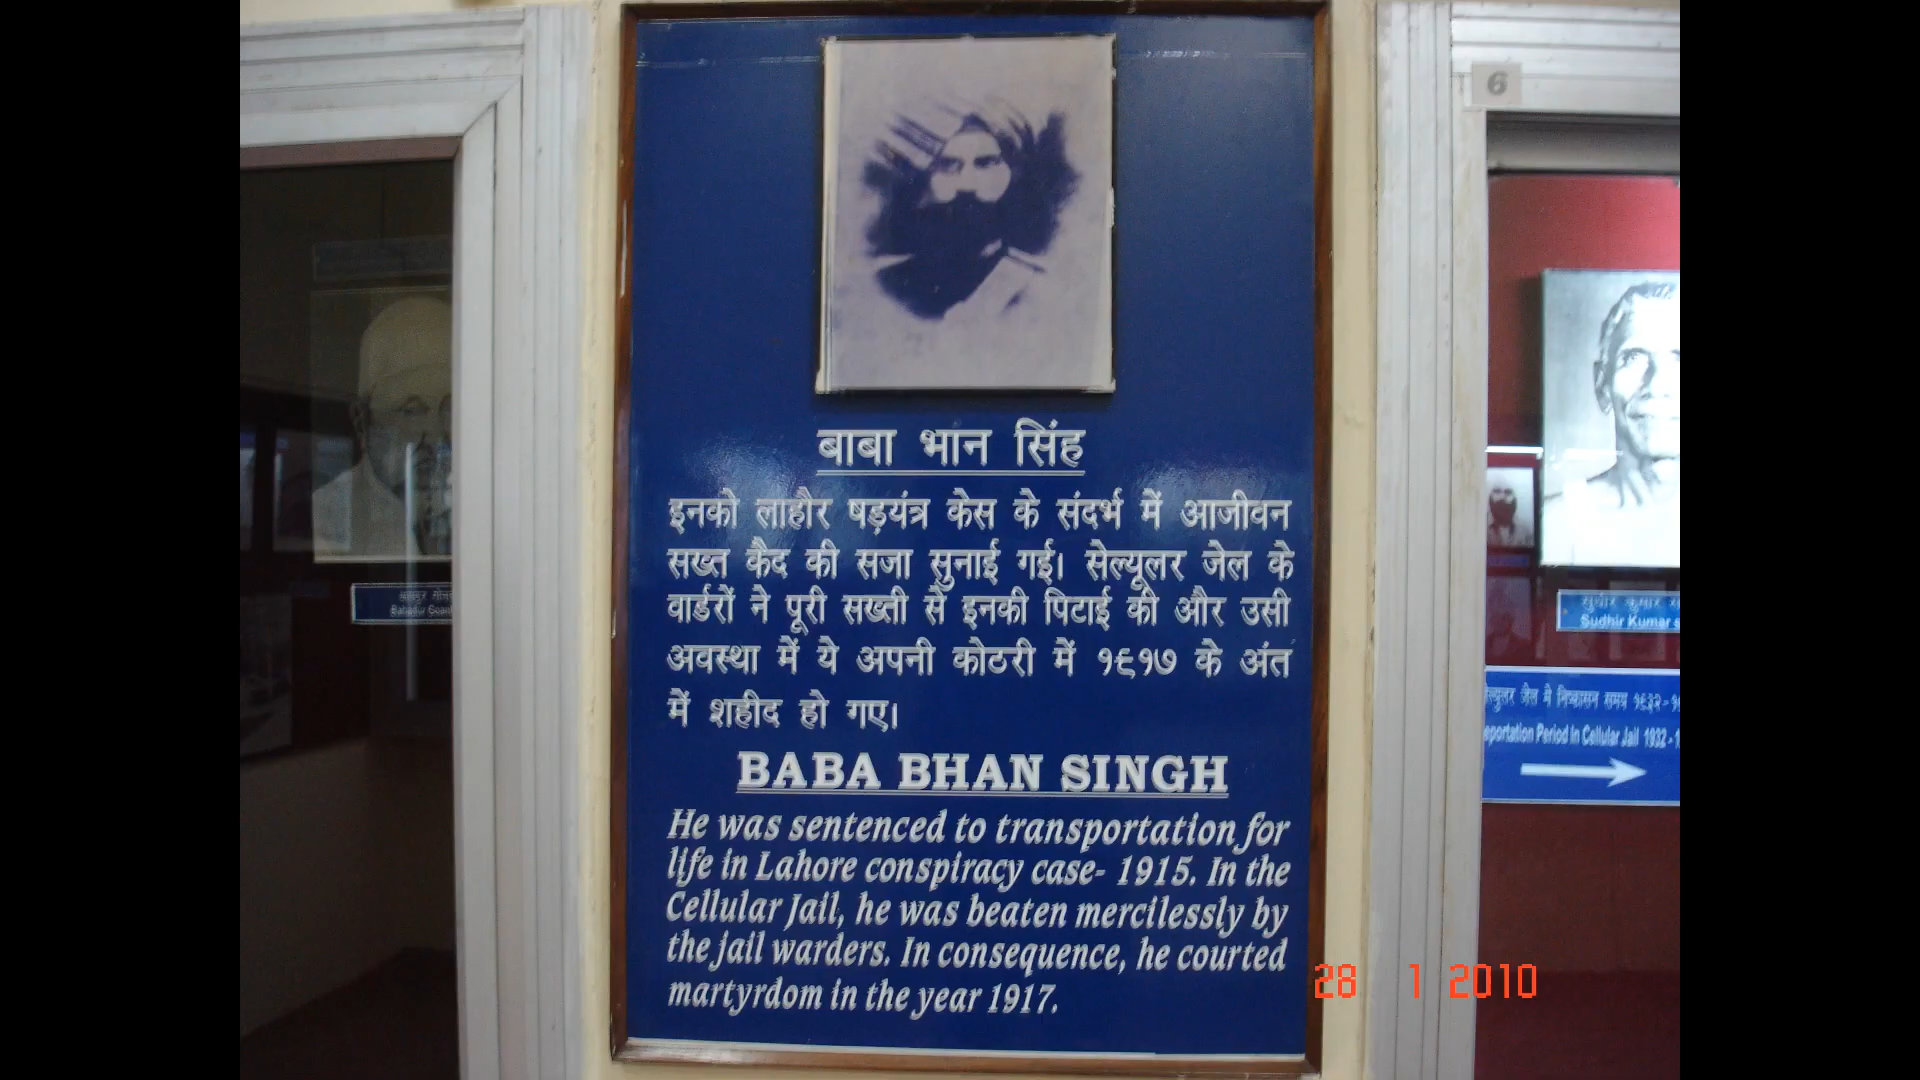 बाबा भान सिंह
इनको लाहौर षड़यंत्र केस के संदर्भ में आजीवन
सख्त कैद की सजा सुनाई गई। सेल्यूलर जेल के
वार्डरों ने पूरी सख्ती से इनकी पिटाई की और उसी
अवस्था में ये अपनी कोठरी में १९१७ के अंत
में शहीद हो गए।
BABA BHAN SINGH
He was sentenced to transportation for
life in Lahore conspiracy case- 1915. In the
Cellular Jail, he was beaten mercilessly by
the jail warders. In consequence, he courted
martyrdom in the year 1917.
6
सुधीर कुमार
Sudhir Kumar
जेल में निष्कासन समय १९३२-
Period in Cellular Jail 1932-
28 1 2010